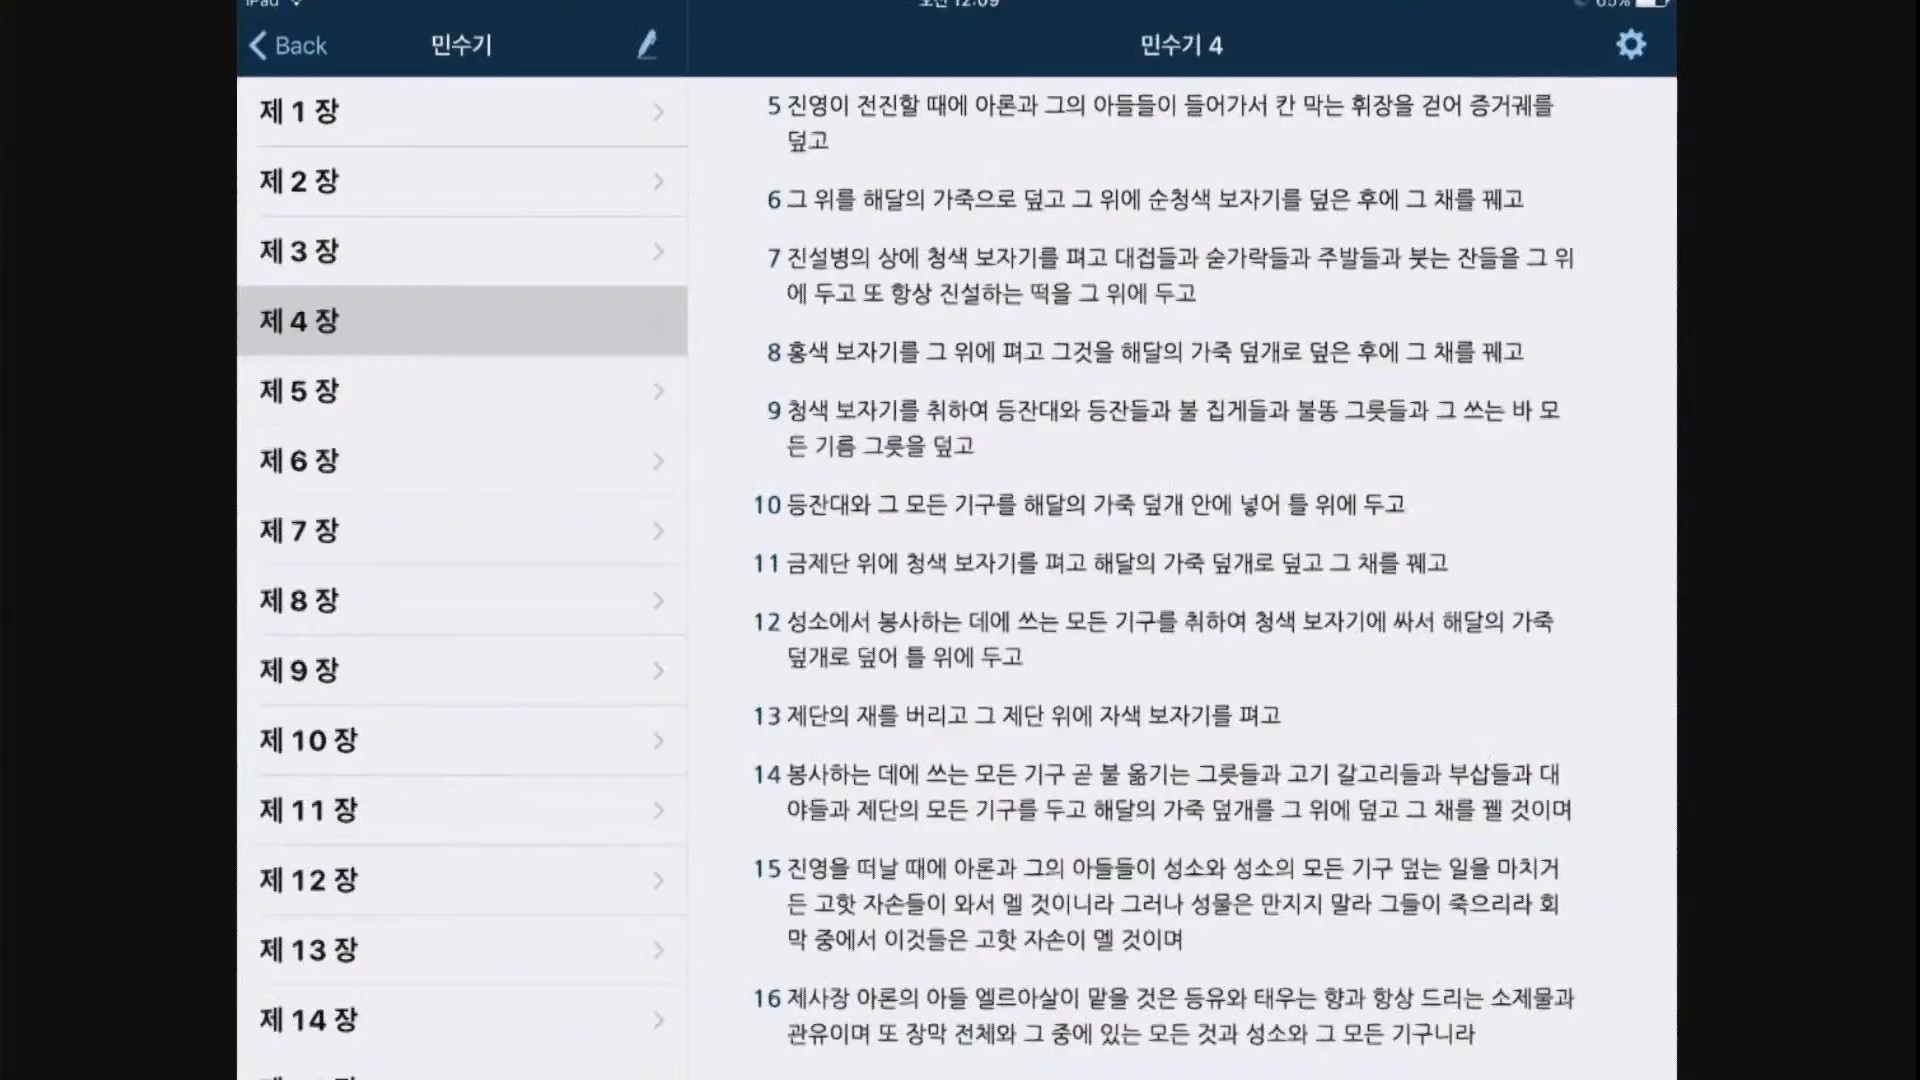 iPad
오전 12:09
65%
Back
민수기
민수기 4
제 1 장
제 2 장
제 3 장
제 4 장
제 5 장
제 6 장
제 7 장
제 8 장
제 9 장
제 10 장
제 11 장
제 12 장
제 13 장
제 14 장
5 진영이 전진할 때에 아론과 그의 아들들이 들어가서 칸 막는 휘장을 걷어 증거궤를
덮고
6 그 위를 해달의 가죽으로 덮고 그 위에 순청색 보자기를 덮은 후에 그 채를 꿰고
7 진설병의 상에 청색 보자기를 펴고 대접들과 숟가락들과 주발들과 붓는 잔들을 그 위
에 두고 또 항상 진설하는 떡을 그 위에 두고
8 홍색 보자기를 그 위에 펴고 그것을 해달의 가죽 덮개로 덮은 후에 그 채를 꿰고
9 청색 보자기를 취하여 등잔대와 등잔들과 불 집게들과 불똥 그릇들과 그 쓰는 바 모
든 기름 그릇을 덮고
10 등잔대와 그 모든 기구를 해달의 가죽 덮개 안에 넣어 틀 위에 두고
11 금제단 위에 청색 보자기를 펴고 해달의 가죽 덮개로 덮고 그 채를 꿰고
12 성소에서 봉사하는 데에 쓰는 모든 기구를 취하여 청색 보자기에 싸서 해달의 가죽
덮개로 덮어 틀 위에 두고
13 제단의 재를 버리고 그 제단 위에 자색 보자기를 펴고
14 봉사하는 데에 쓰는 모든 기구 곧 불 옮기는 그릇들과 고기 갈고리들과 부삽들과 대
야들과 제단의 모든 기구를 두고 해달의 가죽 덮개를 그 위에 덮고 그 채를 꿸 것이며
15 진영을 떠날 때에 아론과 그의 아들들이 성소와 성소의 모든 기구 덮는 일을 마치거
든 고핫 자손들이 와서 멜 것이니라 그러나 성물은 만지지 말라 그들이 죽으리라 회
막 중에서 이것들은 고핫 자손이 멜 것이며
16 제사장 아론의 아들 엘르아살이 맡을 것은 등유와 태우는 향과 항상 드리는 소제물과
관유이며 또 장막 전체와 그 중에 있는 모든 것과 성소와 그 모든 기구니라